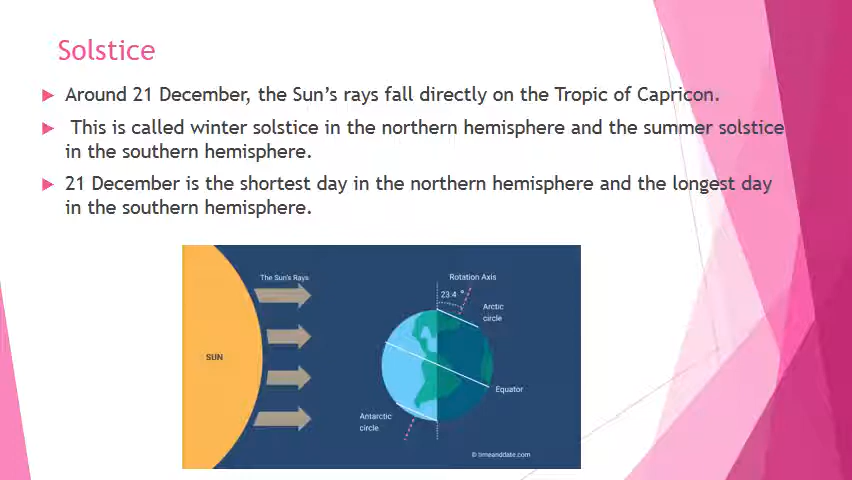 Solstice
Around 21 December, the Sun's rays fall directly on the Tropic of Capricon.
This is called winter solstice in the northern hemisphere and the summer solstice
in the southern hemisphere.
21 December is the shortest day in the northern hemisphere and the longest day
in the southern hemisphere.
The Sun's Rays
Rotation Axis
23.4 °
Arctic
circle
SUN
Equator
Antarctic
circle
© timeanddate.com